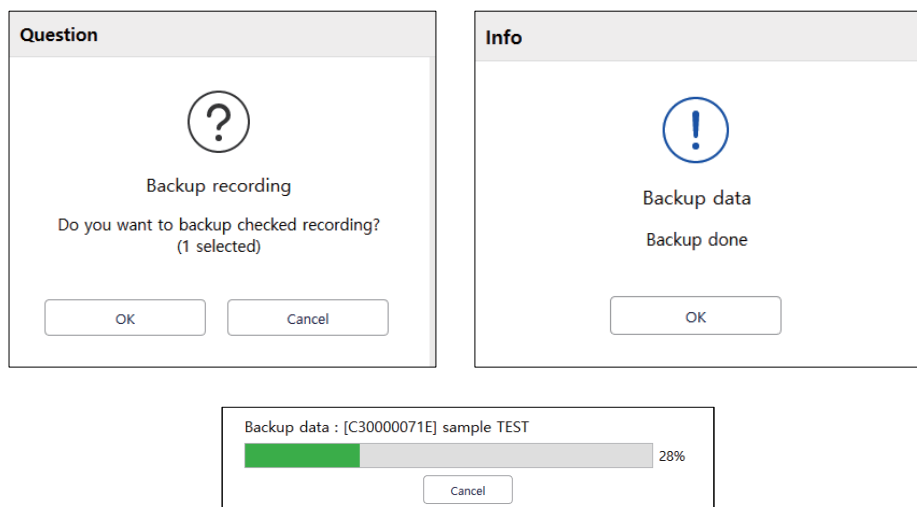 Question
Backup recording
Do you want to backup checked recording?
(1 selected)
OK
Cancel
Info
Backup data
Backup done
OK
Backup data : [C30000071E] sample TEST
28%
Cancel